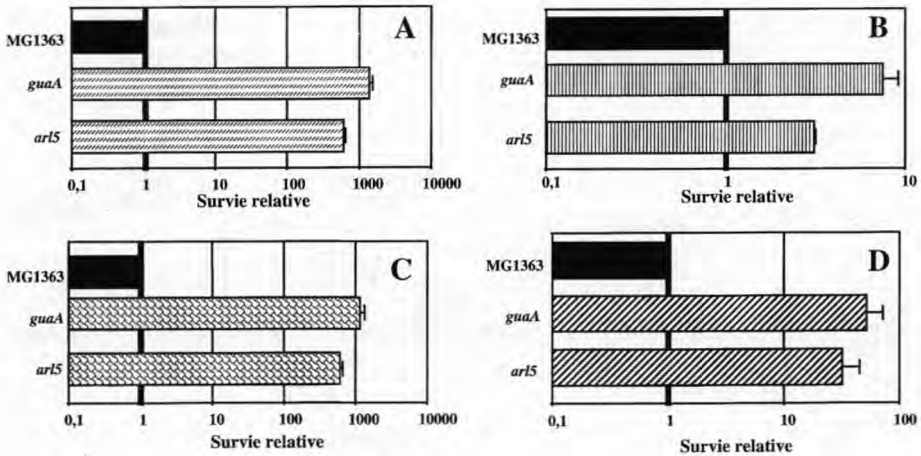 A
MG1363
guaA
arl5
0,1 1 10 100 1000 10000
Survie relative
B
MG1363
guaA
arl5
0,1 1 10
Survie relative
C
MG1363
guaA
arl5
0,1 1 10 100 1000 10000
Survie relative
D
MG1363
guaA
arl5
0,1 1 10 100
Survie relative